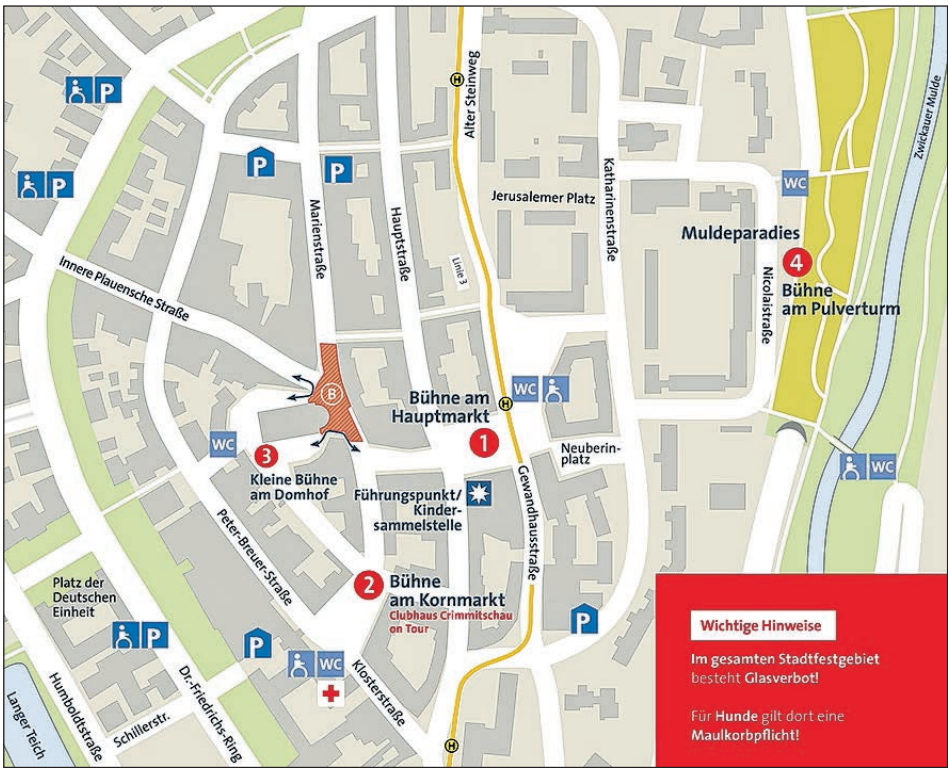 Alter Steinweg
Zwickauer Mulde
P
P
P
P
WC
Marienstraße
Hauptstraße
Jerusalemer Platz
Katharinenstraße
Muldeparadies
4
Bühne
am Pulverturm
Nicolaistraße
Linie 3
Innere Plauensche Straße
H
B
H
WC
Bühne am
Hauptmarkt
1
WC
3
Kleine Bühne
am Domhof
Neuberin-
platz
WC
Führungspunkt/
Kinder-
sammelstelle
Gewandhausstraße
Peter-Breuer-Straße
2
Bühne
am Kornmarkt
Clubhaus Crimmitschau
on Tour
Platz der
Deutschen
Einheit
P
P
P
WC
Klosterstraße
Dr.-Friedrichs-Ring
Humboldtstraße
Schillerstr.
Langer Teich
H
Wichtige Hinweise
Im gesamten Stadtfestgebiet
besteht Glasverbot!
Für Hunde gilt dort eine
Maulkorbpflicht!